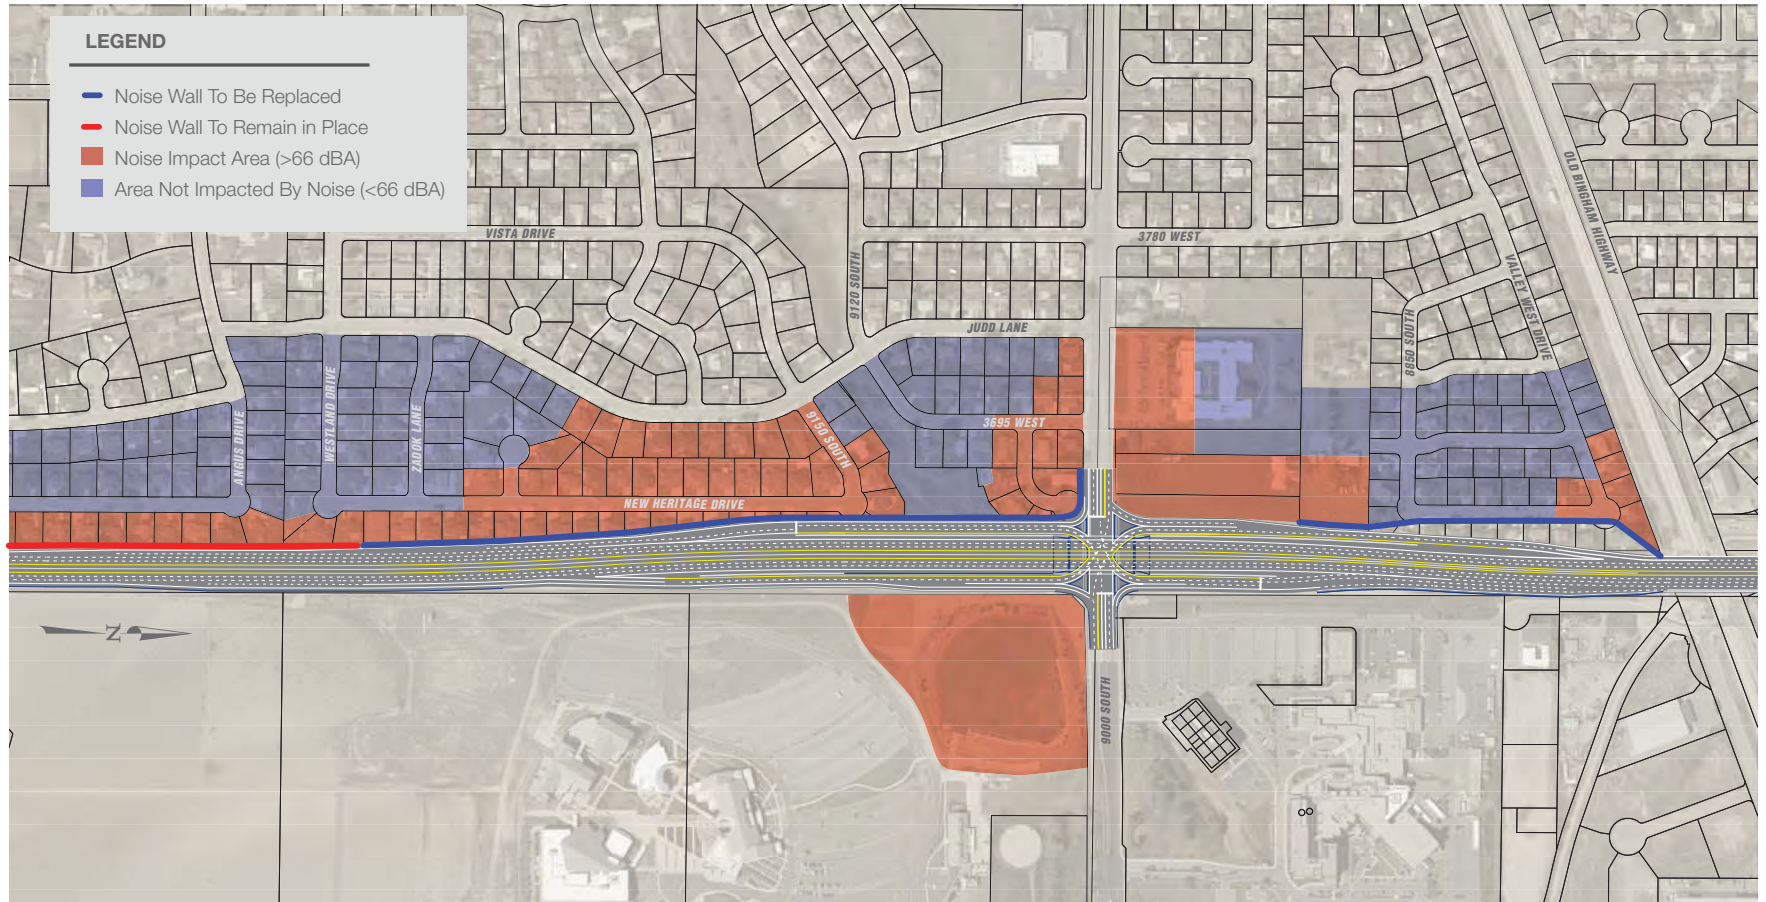 LEGEND
Noise Wall To Be Replaced
Noise Wall To Remain in Place
Noise Impact Area (>66 dBA)
Area Not Impacted By Noise (<66 dBA)
VISTA DRIVE
9120 SOUTH
3780 WEST
OLD BINGHAM HIGHWAY
VALLEY WEST DRIVE
8850 SOUTH
JUDD LANE
ANGUS DRIVE
WESTLAND DRIVE
ZADOK LANE
9150 SOUTH
3695 WEST
NEW HERITAGE DRIVE
N
9000 SOUTH